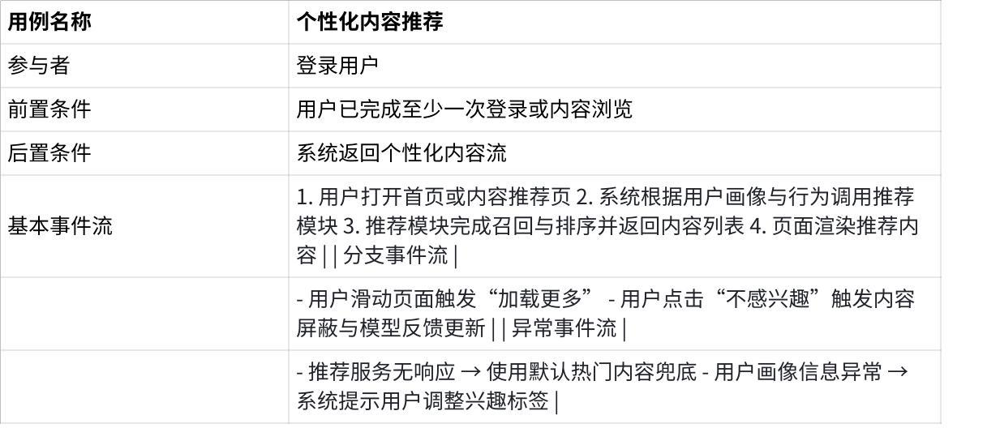 用例名称 个性化内容推荐
参与者 登录用户
前置条件 用户已完成至少一次登录或内容浏览
后置条件 系统返回个性化内容流
基本事件流
1. 用户打开首页或内容推荐页 2. 系统根据用户画像与行为调用推荐
模块 3. 推荐模块完成召回与排序并返回内容列表 4. 页面渲染推荐内
容 | | 分支事件流 |
- 用户滑动页面触发“加载更多” - 用户点击“不感兴趣”触发内容
屏蔽与模型反馈更新 | | 异常事件流 |
- 推荐服务无响应 → 使用默认热门内容兜底 - 用户画像信息异常 →
系统提示用户调整兴趣标签 |